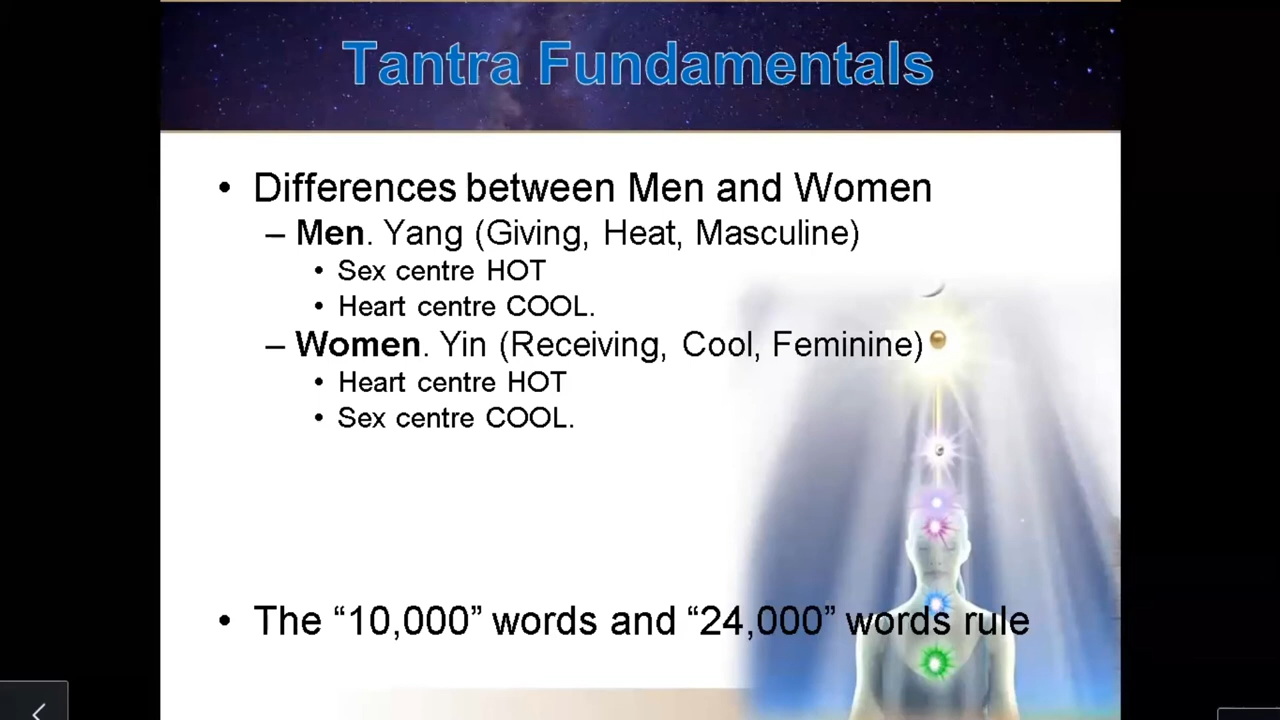 Tantra Fundamentals
• Differences between Men and Women
– Men. Yang (Giving, Heat, Masculine)
• Sex centre HOT
• Heart centre COOL.
– Women. Yin (Receiving, Cool, Feminine)
• Heart centre HOT
• Sex centre COOL.
• The “10,000” words and “24,000” words rule